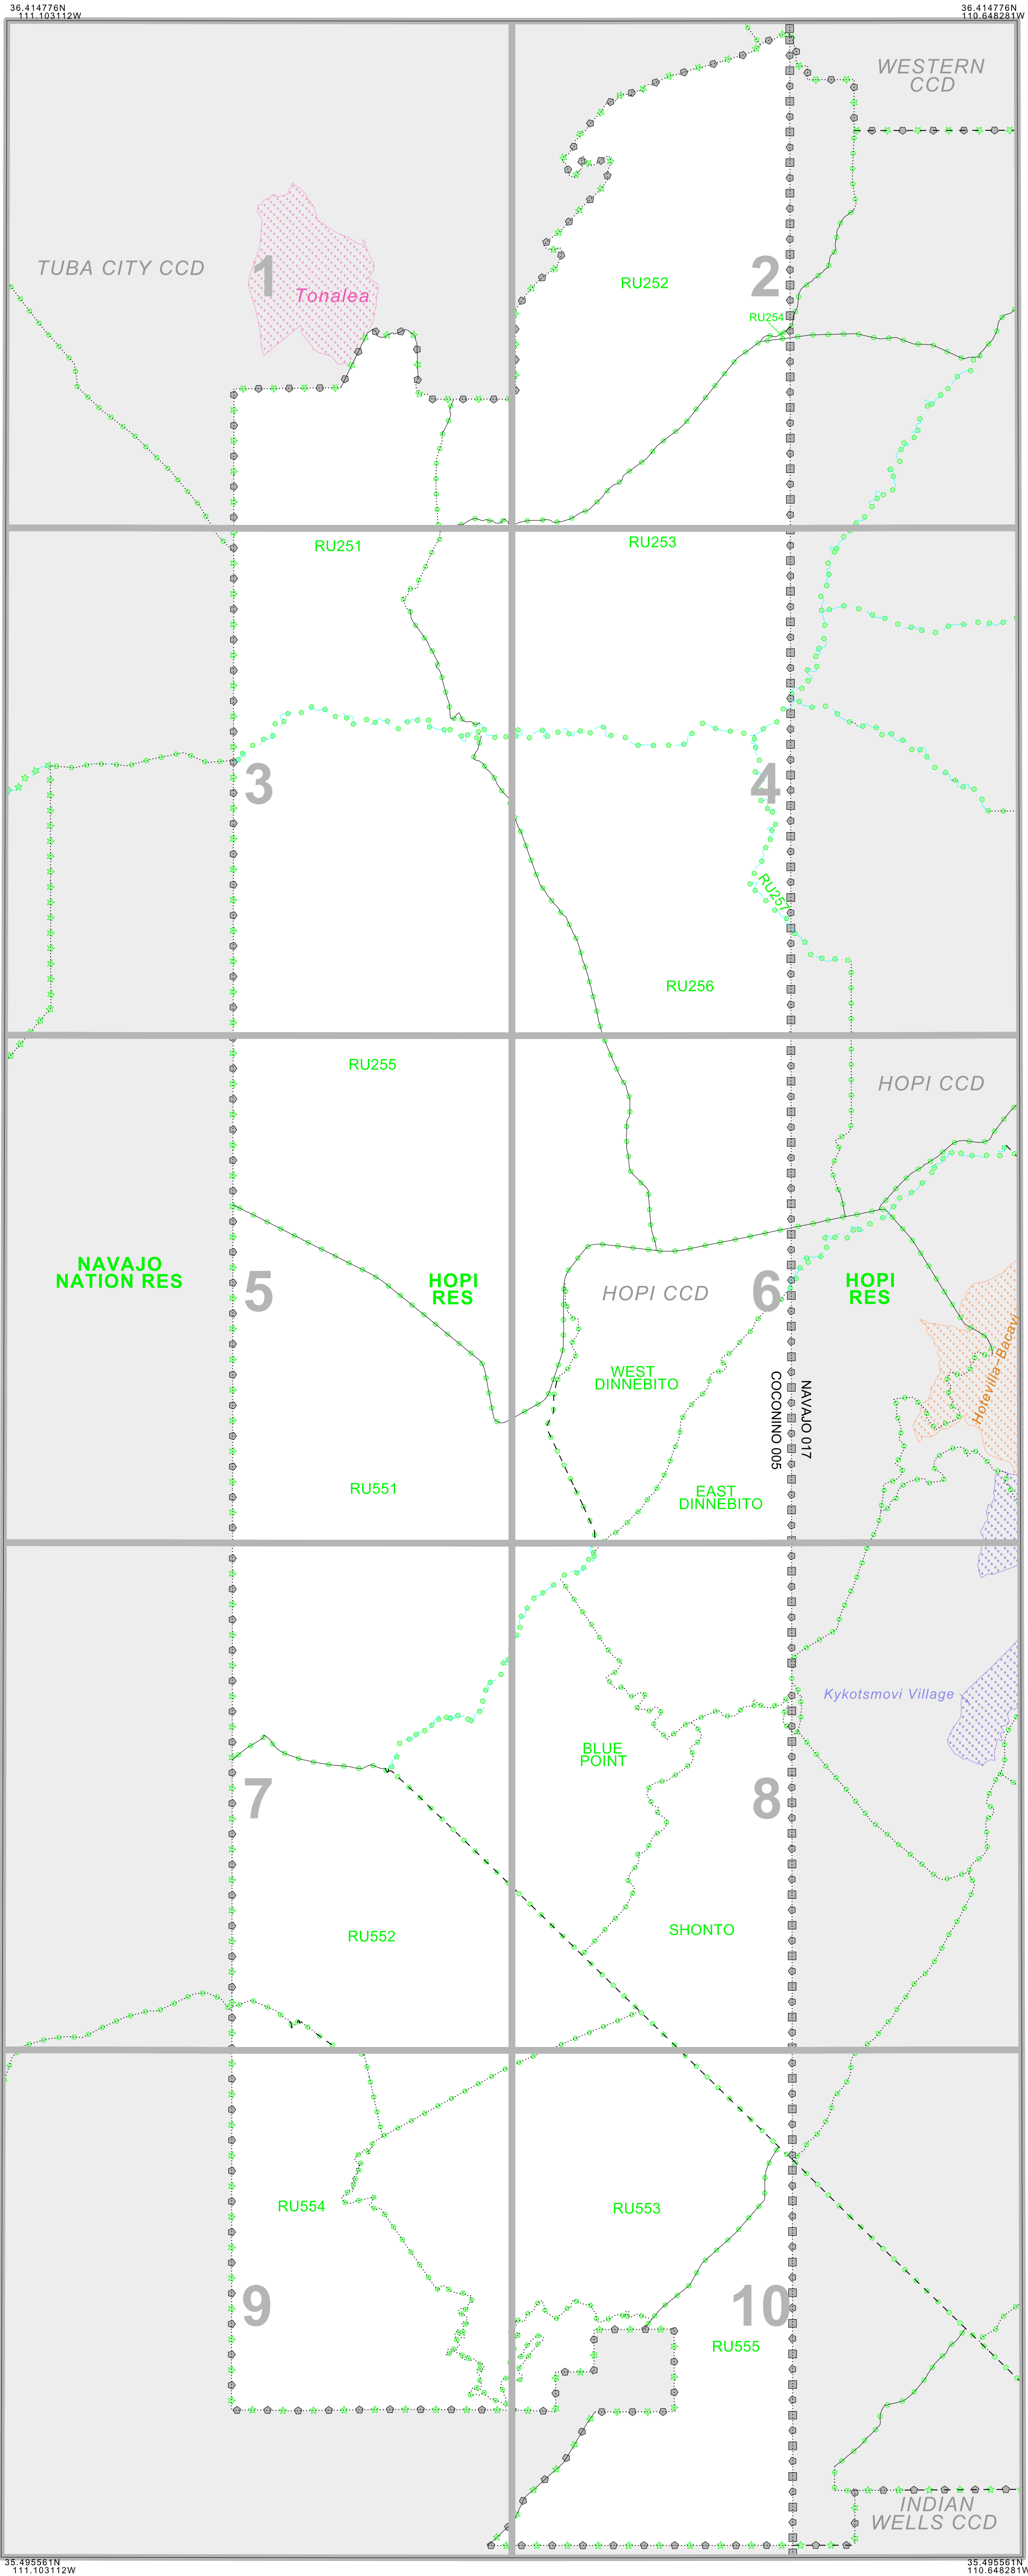 36.414776N
111.103112W
36.414776N
110.648281W
WESTERN
CCD
TUBA CITY CCD
1
Tonalea
RU252
2
RU254
RU251
RU253
3
4
RU257
RU256
RU255
HOPI CCD
NAVAJO
NATION RES
5
HOPI
RES
HOPI CCD
6
HOPI
RES
WEST
DINNEBITO
NAVAJO 017
COCONINO 005
Hotevilla-Bacavi
RU551
EAST
DINNEBITO
Kykotsmovi Village
BLUE
POINT
7
8
RU552
SHONTO
RU554
RU553
9
10
RU555
INDIAN
WELLS CCD
35.495561N
111.103112W
35.495561N
110.648281W